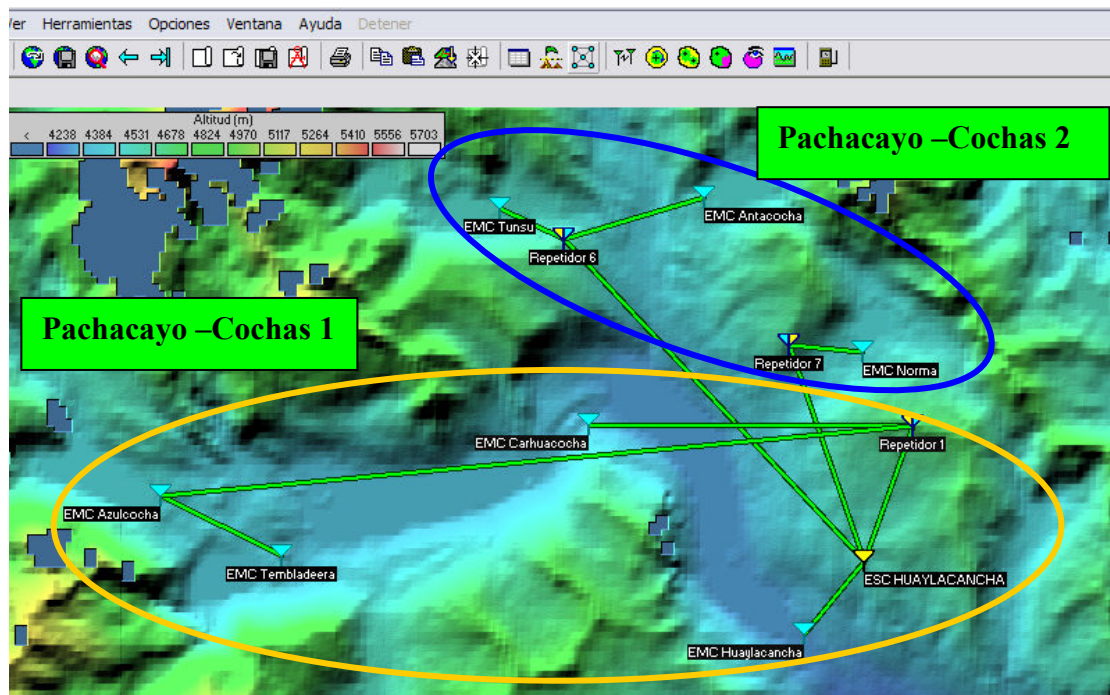 Ver Herramientas Opciones Ventana Ayuda Detener
Altitud (m)
< 4238 4384 4531 4678 4824 4970 5117 5264 5410 5556 5703
Pachacayo –Cochas 2
EMC Antacocha
EMC Tunsu
Repetidor 6
Pachacayo –Cochas 1
Repetidor 7
EMC Norma
EMC Carhuacocha
Repetidor 1
EMC Azulcocha
EMC Tembladeera
ESC HUAYLACANCHA
EMC Huaylacancha